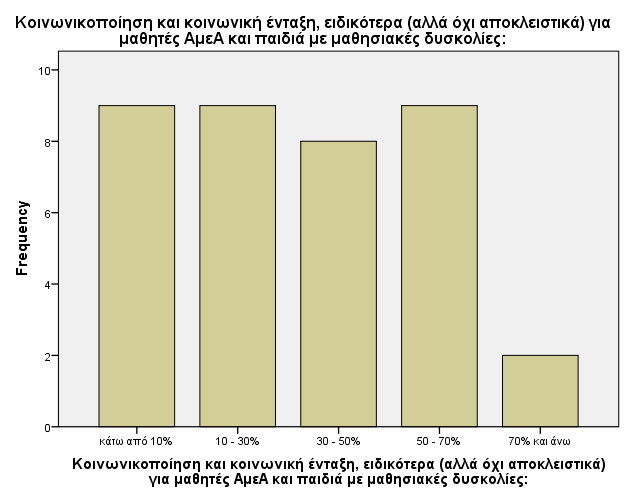 Κοινωνικοποίηση και κοινωνική ένταξη, ειδικότερα (αλλά όχι αποκλειστικά) για
μαθητές ΑμεΑ και παιδιά με μαθησιακές δυσκολίες:
10
8
6
4
2
0
Frequency
κάτω από 10%
10 - 30%
30 - 50%
50 - 70%
70% και άνω
Κοινωνικοποίηση και κοινωνική ένταξη, ειδικότερα (αλλά όχι αποκλειστικά)
για μαθητές ΑμεΑ και παιδιά με μαθησιακές δυσκολίες: